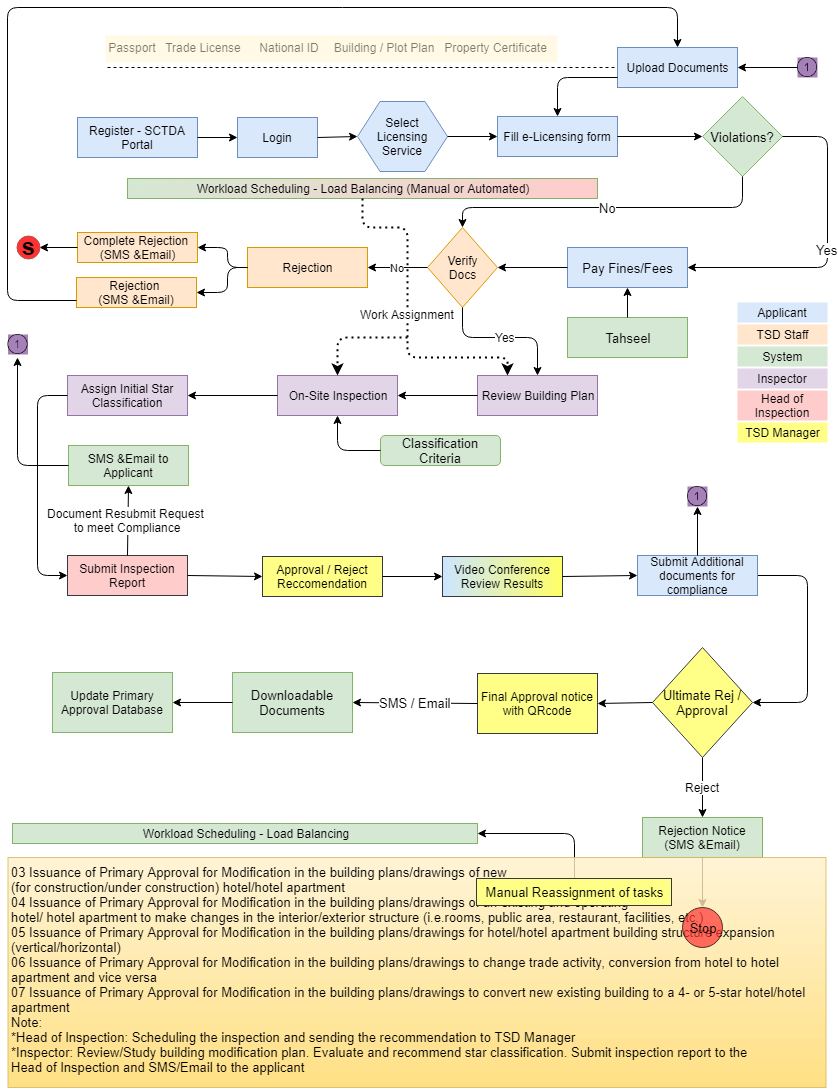 Passport Trade License National ID Building / Plot Plan Property Certificate
Upload Documents
1
Register - SCTDA
Portal
Login
Select
Licensing
Service
Fill e-Licensing form
Violations?
Workload Scheduling - Load Balancing (Manual or Automated)
No
Yes
S
Complete Rejection
(SMS &Email)
Rejection
(SMS &Email)
Rejection
No
Verify
Docs
Pay Fines/Fees
Work Assignment
Yes
Tahseel
Applicant
TSD Staff
System
Inspector
Head of
Inspection
TSD Manager
1
Assign Initial Star
Classification
On-Site Inspection
Review Building Plan
Classification
Criteria
SMS &Email to
Applicant
Document Resubmit Request
to meet Compliance
1
Submit Inspection
Report
Approval / Reject
Reccomendation
Video Conference
Review Results
Submit Additional
documents for
compliance
Update Primary
Approval Database
Downloadable
Documents
SMS / Email
Final Approval notice
with QRcode
Ultimate Rej /
Approval
Reject
Workload Scheduling - Load Balancing
Rejection Notice
(SMS &Email)
Manual Reassignment of tasks
Stop
03 Issuance of Primary Approval for Modification in the building plans/drawings of new
(for construction/under construction) hotel/hotel apartment
04 Issuance of Primary Approval for Modification in the building plans/drawings of an existing and operating
hotel/ hotel apartment to make changes in the interior/exterior structure (i.e.rooms, public area, restaurant, facilities, etc.)
05 Issuance of Primary Approval for Modification in the building plans/drawings for hotel/hotel apartment building structure expansion
(vertical/horizontal)
06 Issuance of Primary Approval for Modification in the building plans/drawings to change trade activity, conversion from hotel to hotel
apartment and vice versa
07 Issuance of Primary Approval for Modification in the building plans/drawings to convert new existing building to a 4- or 5-star hotel/hotel
apartment
Note:
*Head of Inspection: Scheduling the inspection and sending the recommendation to TSD Manager
*Inspector: Review/Study building modification plan. Evaluate and recommend star classification. Submit inspection report to the
Head of Inspection and SMS/Email to the applicant